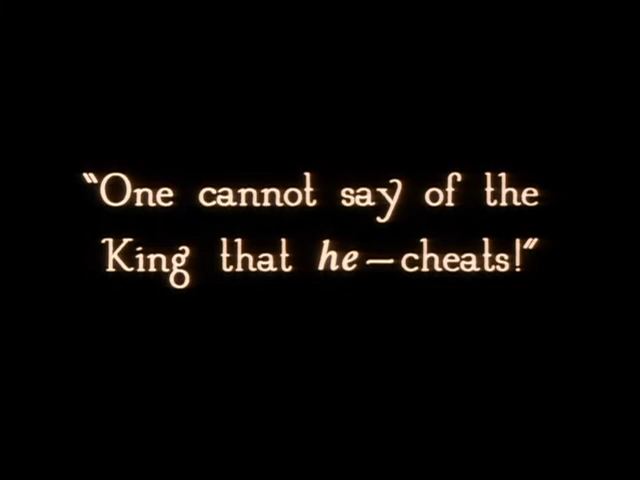 "One cannot say of the
King that he—cheats!"